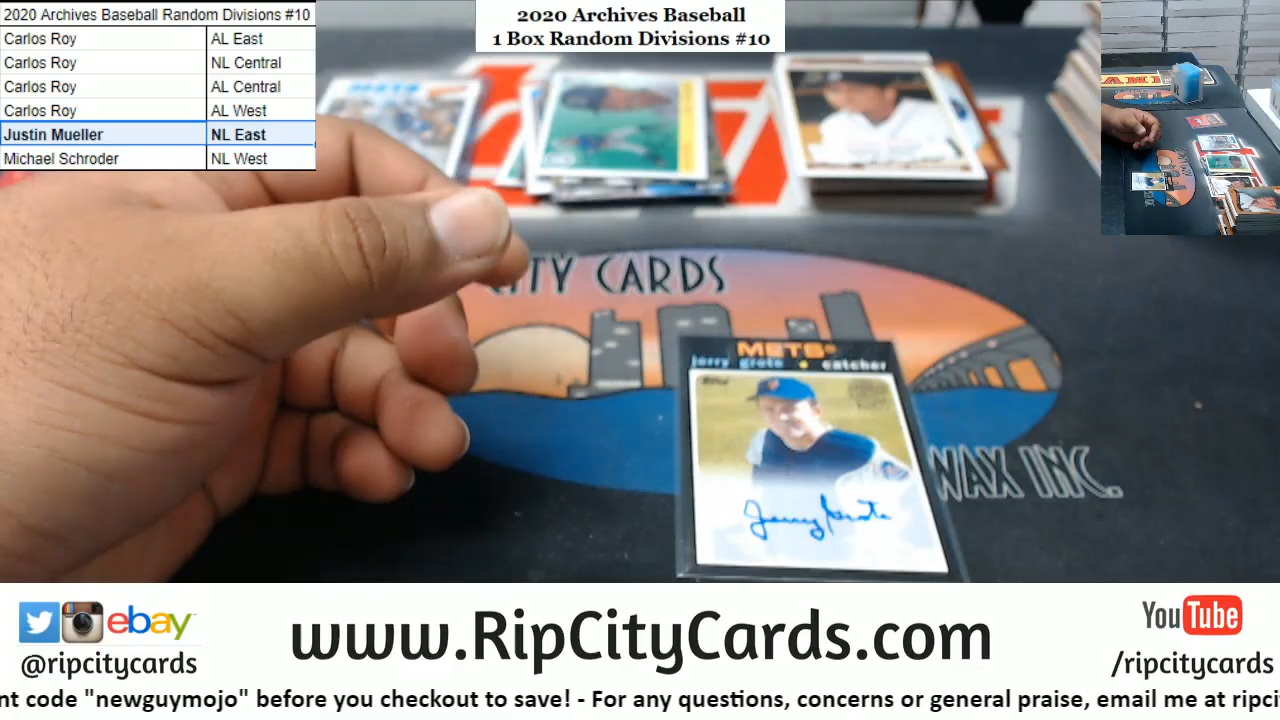 2020 Archives Baseball Random Divisions #10
Carlos Roy AL East
Carlos Roy NL Central
Carlos Roy AL Central
Carlos Roy AL West
Justin Mueller NL East
Michael Schroder NL West
2020 Archives Baseball
1 Box Random Divisions #10
METS
CITY CARDS
METS
jerry grote • catcher
Topps
Jerry Grote
WAX INC.
ebay
@ripcitycards
www.RipCityCards.com
YouTube
/ripcitycards
nt code "newguymojo" before you checkout to save! - For any questions, concerns or general praise, email me at ripci